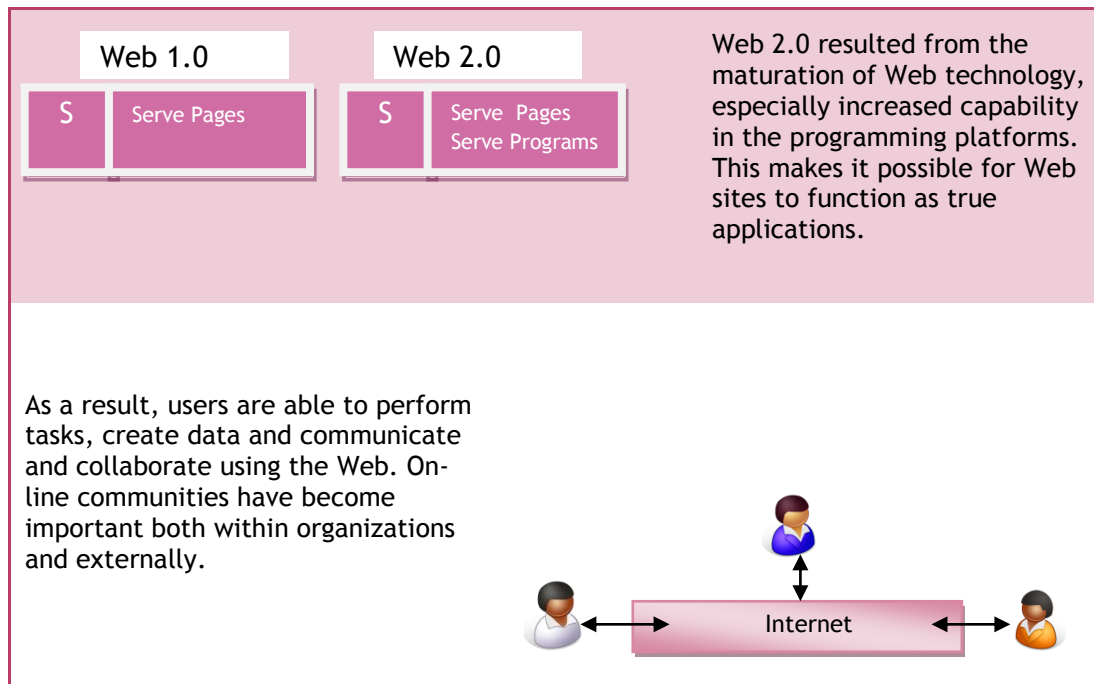 Web 1.0
S
Serve Pages
Web 2.0
S
Serve Pages
Serve Programs
Web 2.0 resulted from the
maturation of Web technology,
especially increased capability
in the programming platforms.
This makes it possible for Web
sites to function as true
applications.
As a result, users are able to perform
tasks, create data and communicate
and collaborate using the Web. On-
line communities have become
important both within organizations
and externally.
Internet